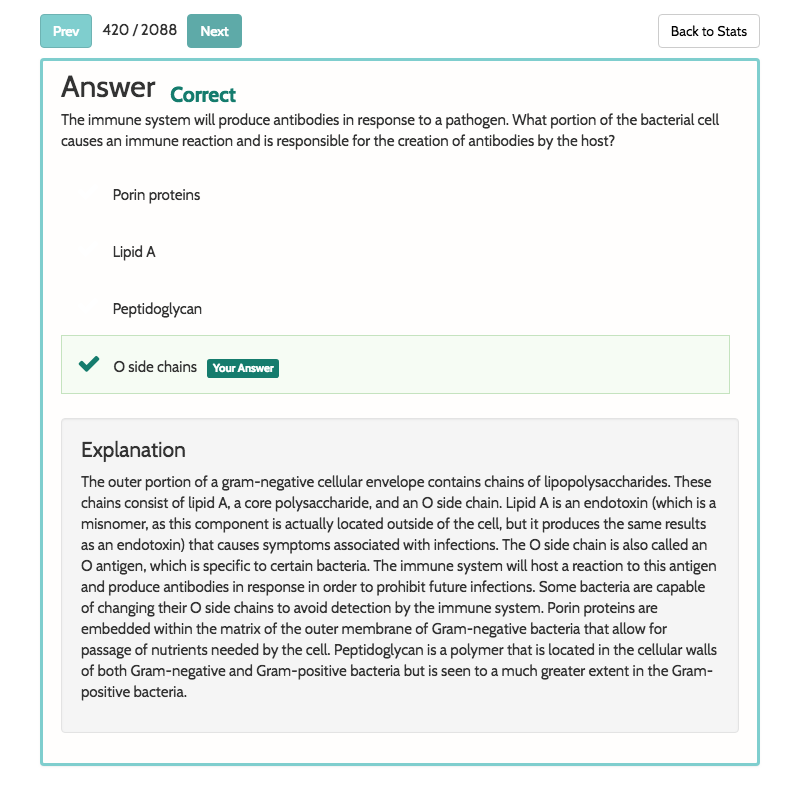 Prev 420 / 2088 Next Back to Stats
Answer Correct
The immune system will produce antibodies in response to a pathogen. What portion of the bacterial cell
causes an immune reaction and is responsible for the creation of antibodies by the host?
Porin proteins
Lipid A
Peptidoglycan
O side chains Your Answer
Explanation
The outer portion of a gram-negative cellular envelope contains chains of lipopolysaccharides. These
chains consist of lipid A, a core polysaccharide, and an O side chain. Lipid A is an endotoxin (which is a
misnomer, as this component is actually located outside of the cell, but it produces the same results
as an endotoxin) that causes symptoms associated with infections. The O side chain is also called an
O antigen, which is specific to certain bacteria. The immune system will host a reaction to this antigen
and produce antibodies in response in order to prohibit future infections. Some bacteria are capable
of changing their O side chains to avoid detection by the immune system. Porin proteins are
embedded within the matrix of the outer membrane of Gram-negative bacteria that allow for
passage of nutrients needed by the cell. Peptidoglycan is a polymer that is located in the cellular walls
of both Gram-negative and Gram-positive bacteria but is seen to a much greater extent in the Gram-
positive bacteria.